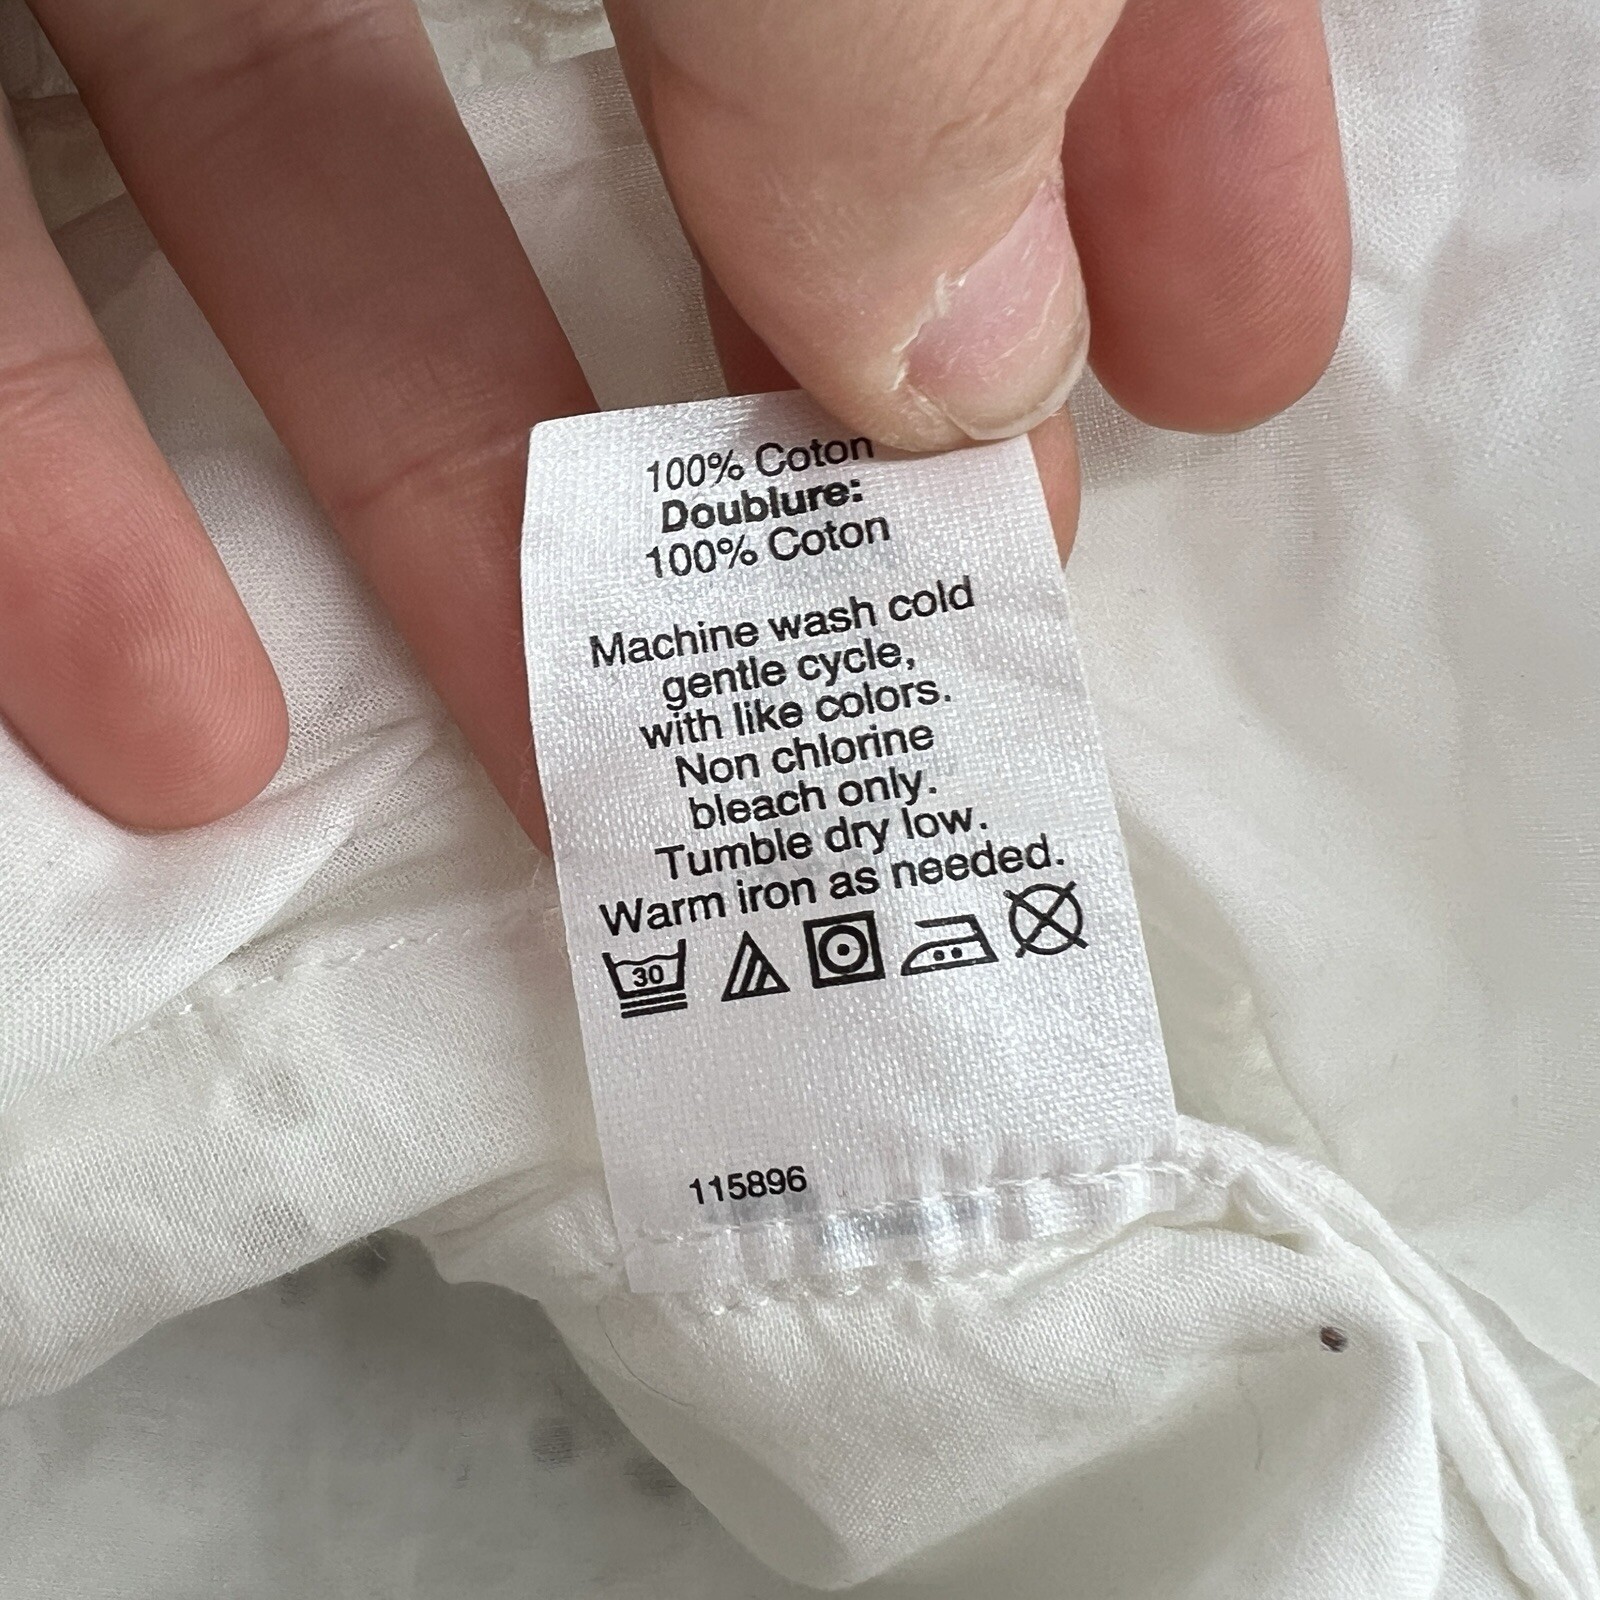 100% Coton
Doublure:
100% Coton
Machine wash cold
gentle cycle,
with like colors.
Non chlorine
bleach only.
Tumble dry low.
Warm iron as needed.
30
115896